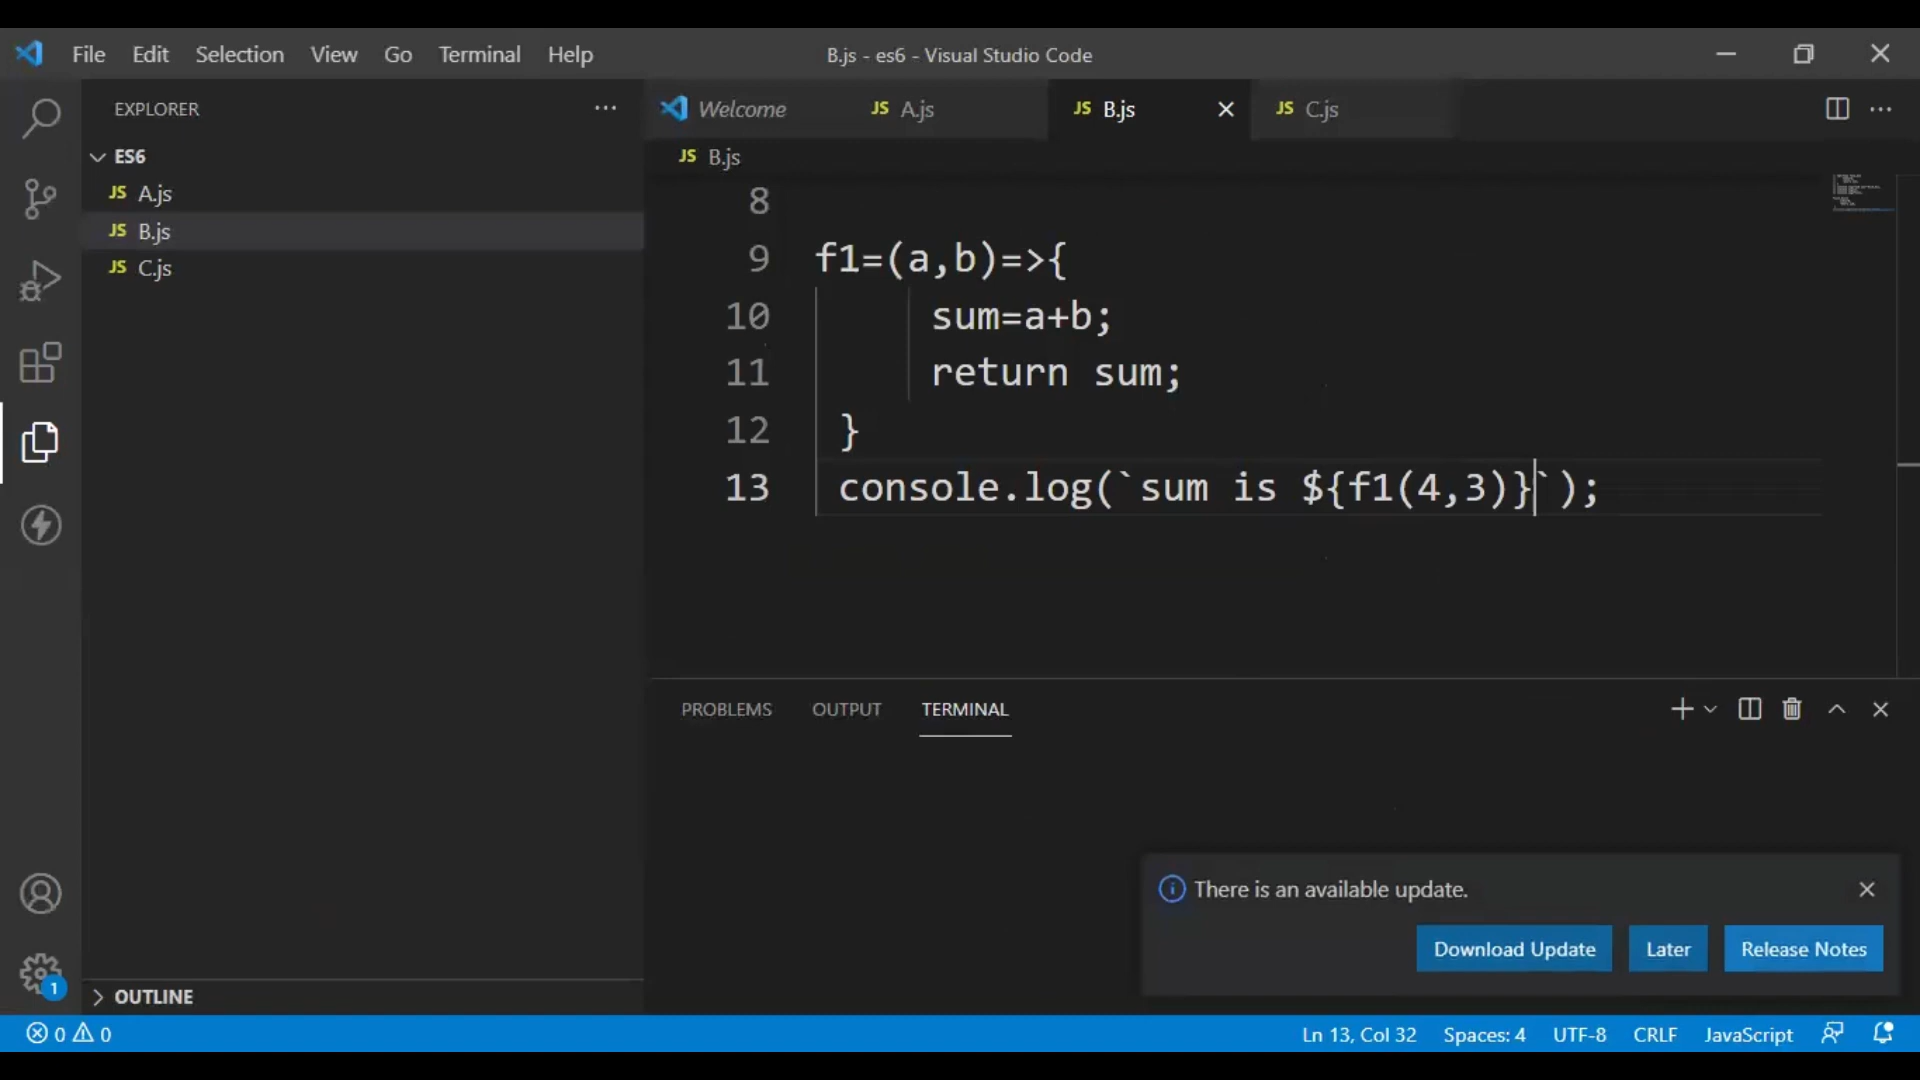 File Edit Selection View Go Terminal Help
B.js - es6 - Visual Studio Code
EXPLORER
ES6
JS A.js
JS B.js
JS C.js
OUTLINE
Welcome
JS A.js
JS B.js
JS C.js
JS B.js
8
9 f1=(a,b)=>{
10 sum=a+b;
11 return sum;
12 }
13 console.log(`sum is ${f1(4,3)}`);
PROBLEMS OUTPUT TERMINAL
There is an available update.
Download Update Later Release Notes
1
0 0
Ln 13, Col 32 Spaces: 4 UTF-8 CRLF JavaScript